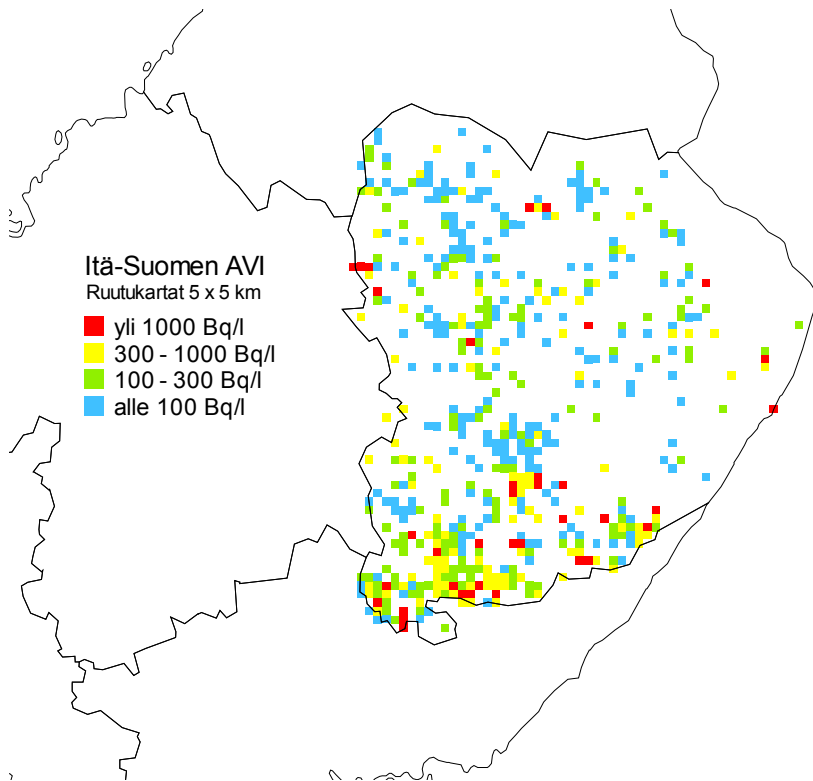 Itä-Suomen AVI
Ruutukartat 5 x 5 km
yli 1000 Bq/l
300 - 1000 Bq/l
100 - 300 Bq/l
alle 100 Bq/l